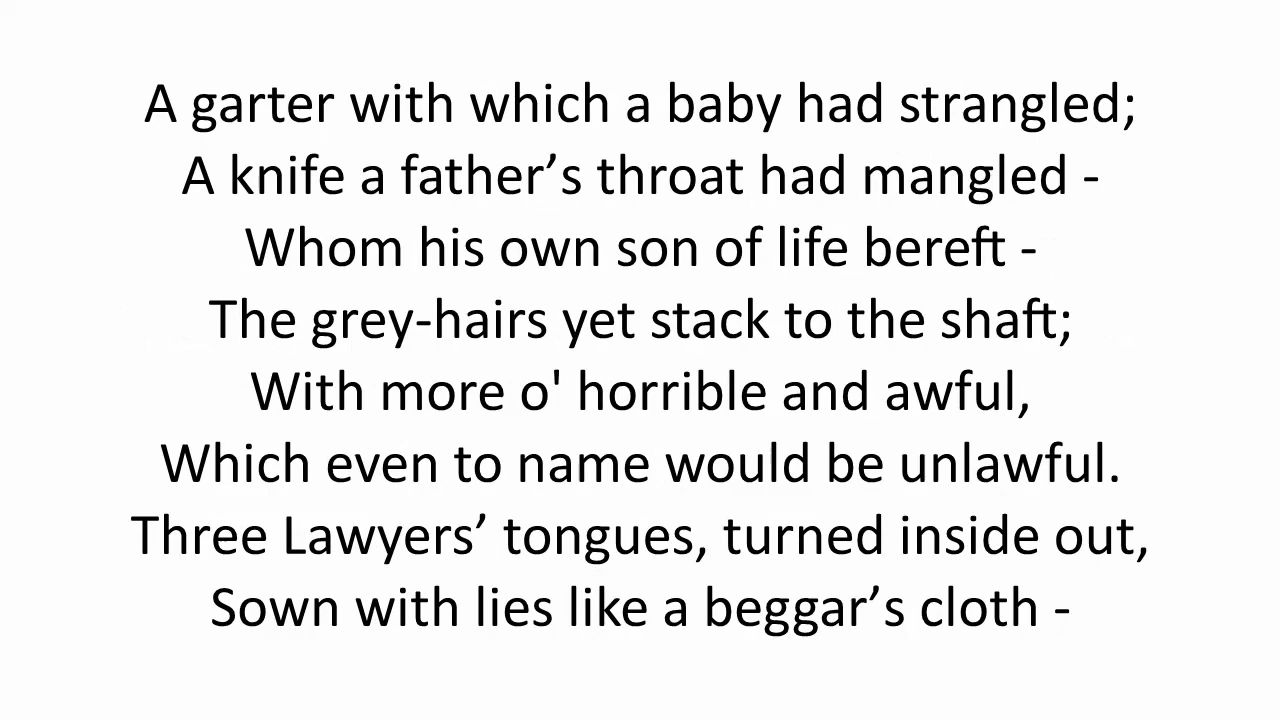 A garter with which a baby had strangled;
A knife a father’s throat had mangled -
Whom his own son of life bereft -
The grey-hairs yet stack to the shaft;
With more o' horrible and awful,
Which even to name would be unlawful.
Three Lawyers’ tongues, turned inside out,
Sown with lies like a beggar’s cloth -